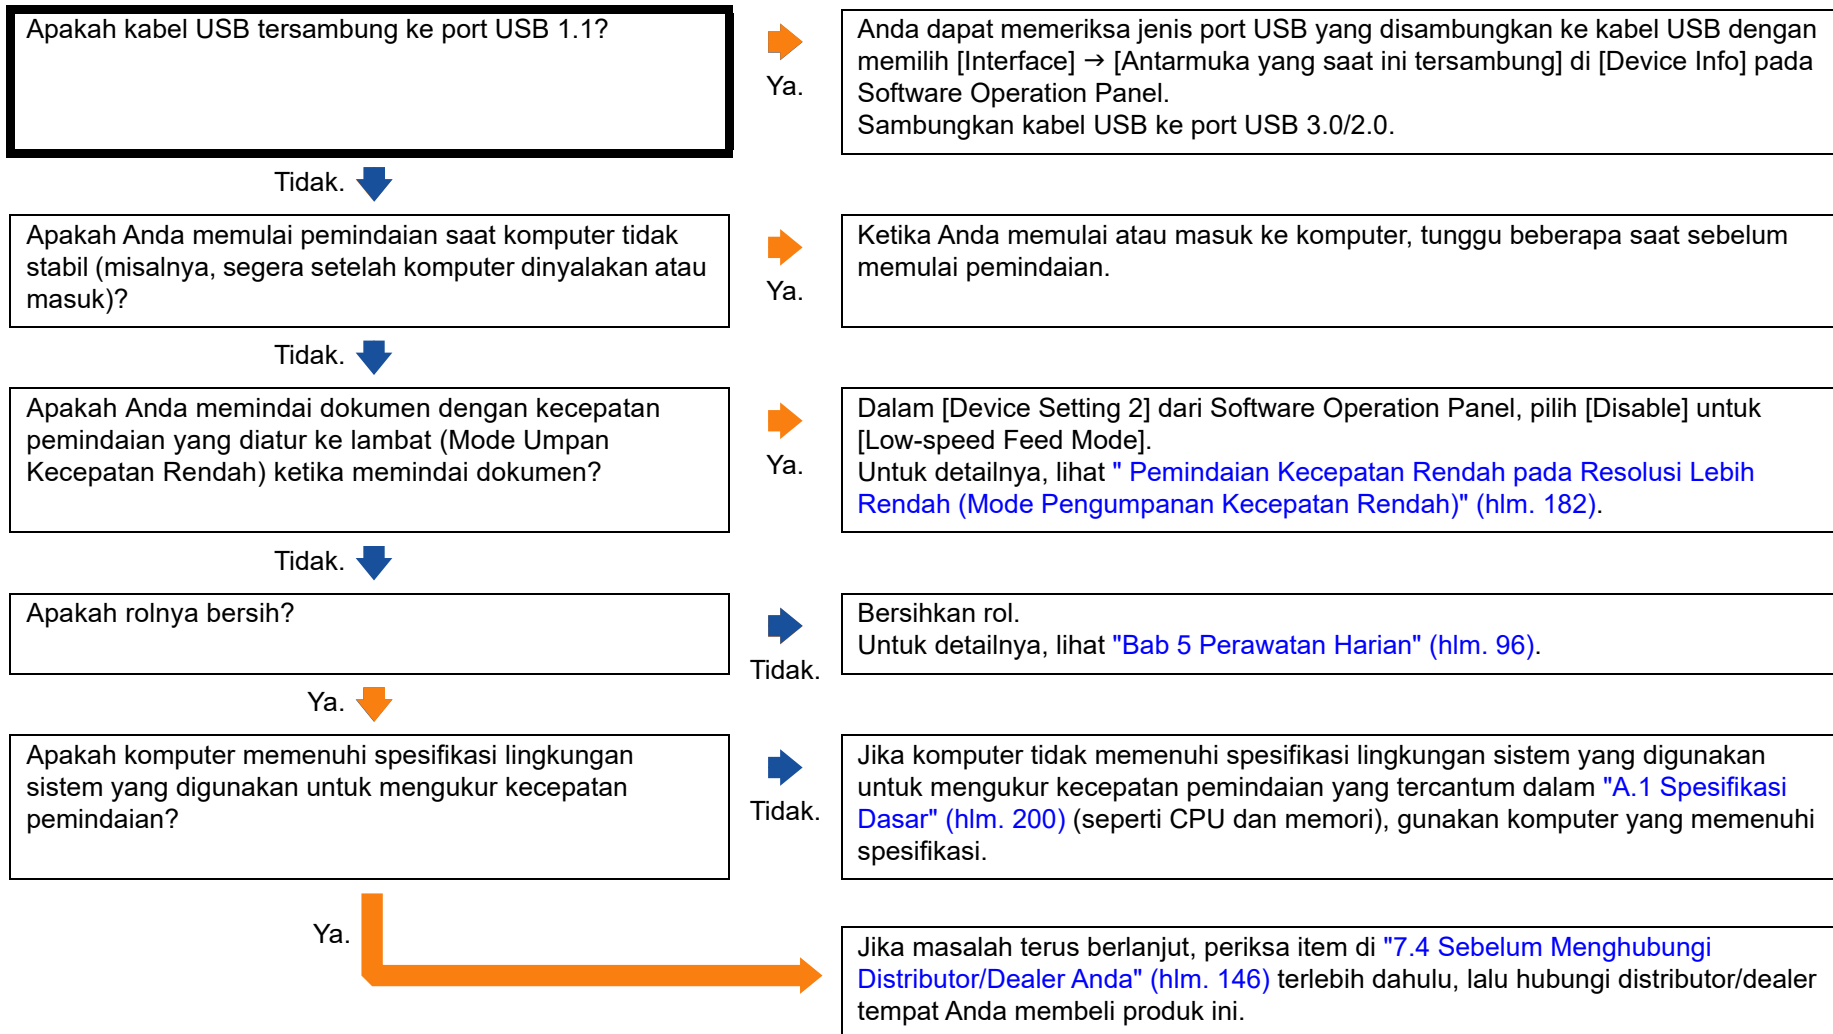 Apakah kabel USB tersambung ke port USB 1.1?
Ya.
Anda dapat memeriksa jenis port USB yang disambungkan ke kabel USB dengan
memilih [Interface] → [Antarmuka yang saat ini tersambung] di [Device Info] pada
Software Operation Panel.
Sambungkan kabel USB ke port USB 3.0/2.0.
Tidak.
Apakah Anda memulai pemindaian saat komputer tidak
stabil (misalnya, segera setelah komputer dinyalakan atau
masuk)?
Ya.
Ketika Anda memulai atau masuk ke komputer, tunggu beberapa saat sebelum
memulai pemindaian.
Tidak.
Apakah Anda memindai dokumen dengan kecepatan
pemindaian yang diatur ke lambat (Mode Umpan
Kecepatan Rendah) ketika memindai dokumen?
Ya.
Dalam [Device Setting 2] dari Software Operation Panel, pilih [Disable] untuk
[Low-speed Feed Mode].
Untuk detailnya, lihat " Pemindaian Kecepatan Rendah pada Resolusi Lebih
Rendah (Mode Pengumpanan Kecepatan Rendah)" (hlm. 182).
Tidak.
Apakah rolnya bersih?
Tidak.
Bersihkan rol.
Untuk detailnya, lihat "Bab 5 Perawatan Harian" (hlm. 96).
Ya.
Apakah komputer memenuhi spesifikasi lingkungan
sistem yang digunakan untuk mengukur kecepatan
pemindaian?
Tidak.
Jika komputer tidak memenuhi spesifikasi lingkungan sistem yang digunakan
untuk mengukur kecepatan pemindaian yang tercantum dalam "A.1 Spesifikasi
Dasar" (hlm. 200) (seperti CPU dan memori), gunakan komputer yang memenuhi
spesifikasi.
Ya.
Jika masalah terus berlanjut, periksa item di "7.4 Sebelum Menghubungi
Distributor/Dealer Anda" (hlm. 146) terlebih dahulu, lalu hubungi distributor/dealer
tempat Anda membeli produk ini.